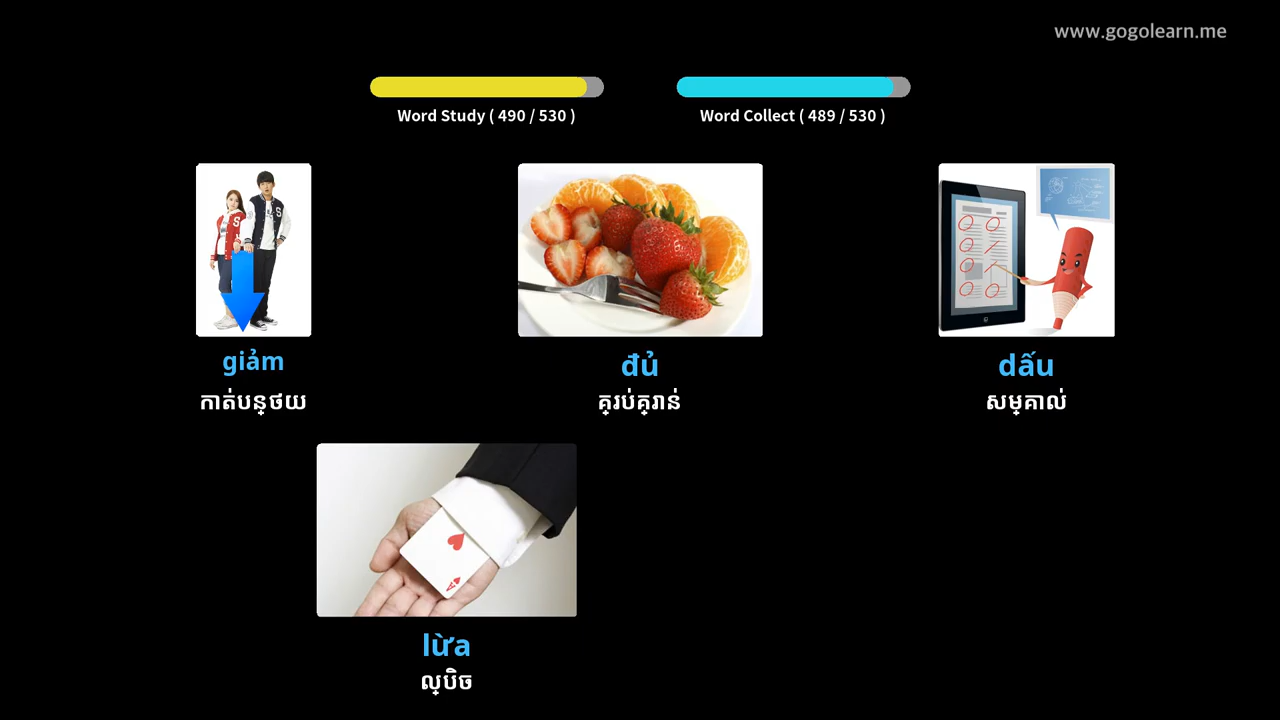 www.gogolearn.me
Word Study ( 490 / 530 )
Word Collect ( 489 / 530 )
giảm
កាត់បន្ថយ
đủ
គ្រប់គ្រាន់
dấu
សម្គាល់
lừa
ល្បិច